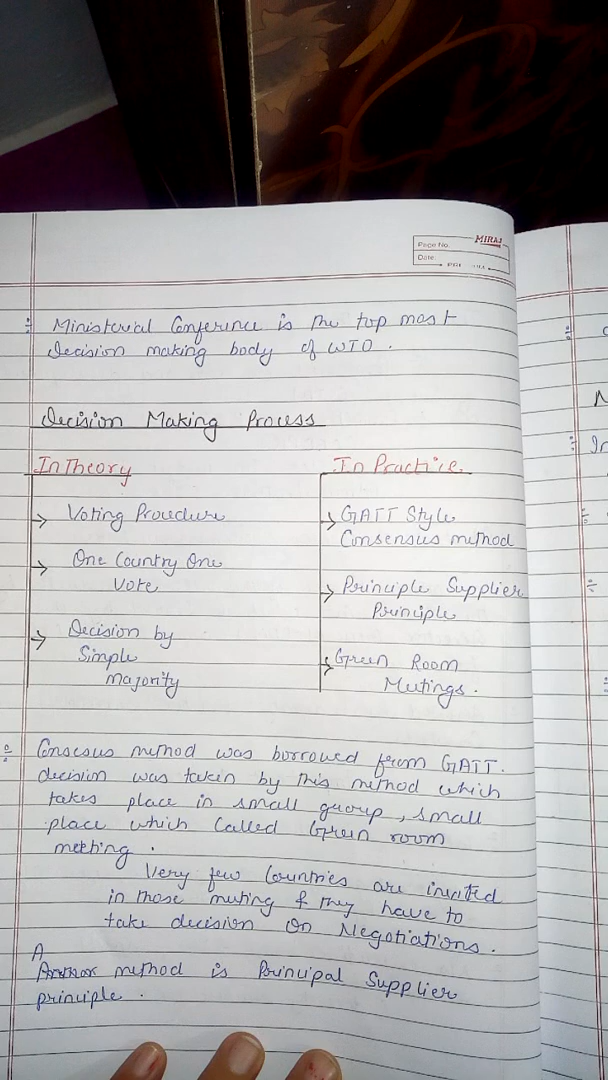 MIRAJ
Page No.
Date
Ministerial Conference is the top most
decision making body of WTO.
Decision Making Process
In Theory
→ Voting Procedure
→ One Country One
Vote
→ Decision by
Simple
Majority
In Practice
→ GATT Style
Consensus method
→ Principle Supplier
Principle
→ Green Room
Meetings.
Conscous method was borrowed from GATT.
decision was taken by this method which
takes place in small group, small
place which called Green room
meeting.
Very few Countries are invited
in those meeting & they have to
take decision on Negotiations.
A
method is Principal Supplier
principle.
In